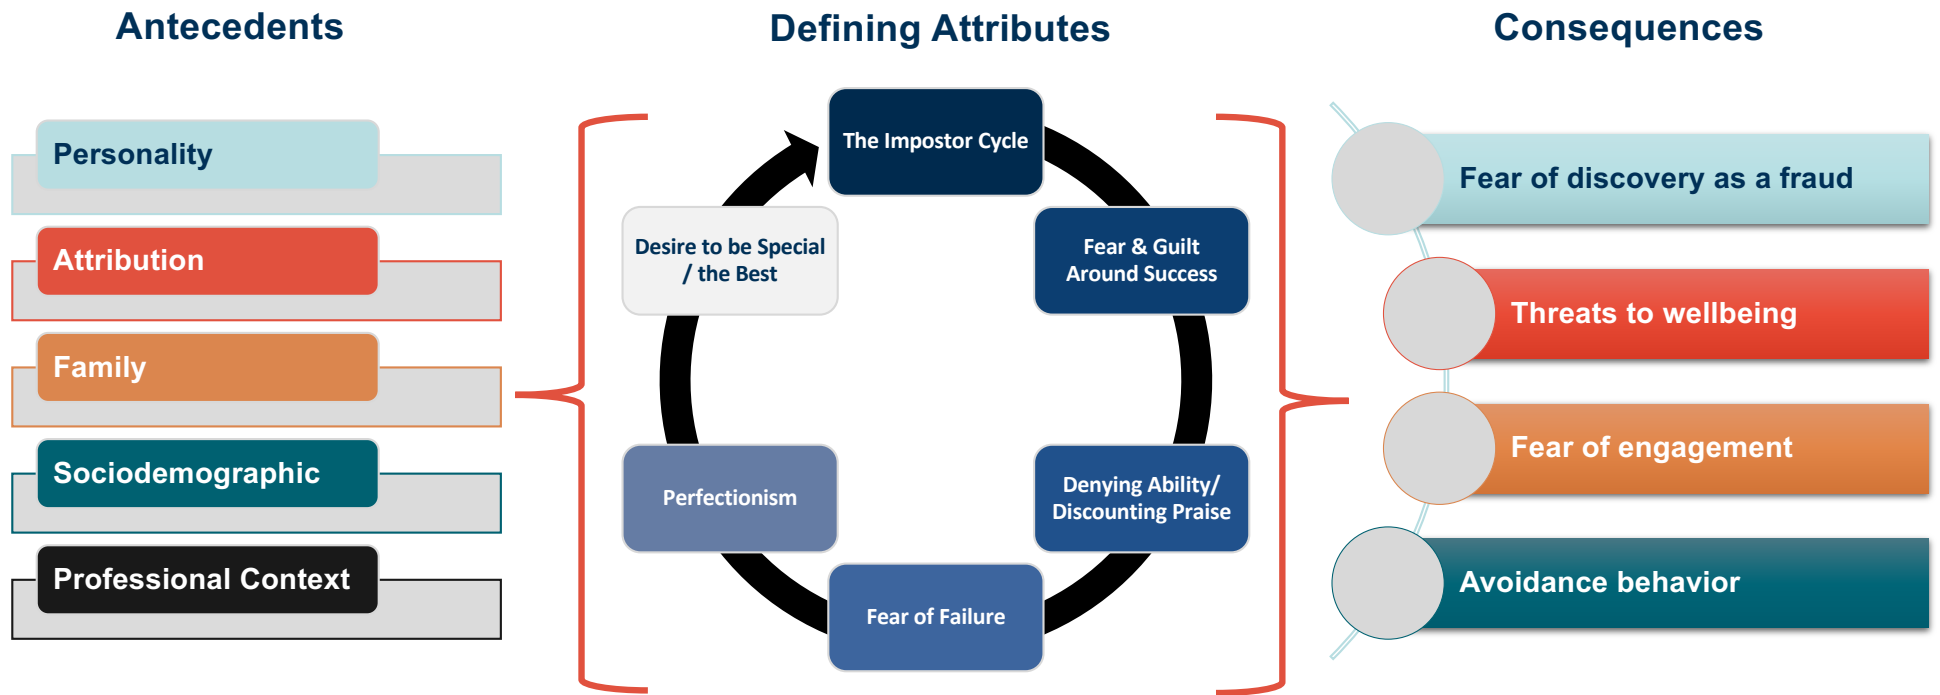 Antecedents
Personality
Attribution
Family
Sociodemographic
Professional Context
Defining Attributes
The Impostor Cycle
Fear & Guilt
Around Success
Denying Ability/
Discounting Praise
Fear of Failure
Perfectionism
Desire to be Special
/ the Best
Consequences
Fear of discovery as a fraud
Threats to wellbeing
Fear of engagement
Avoidance behavior